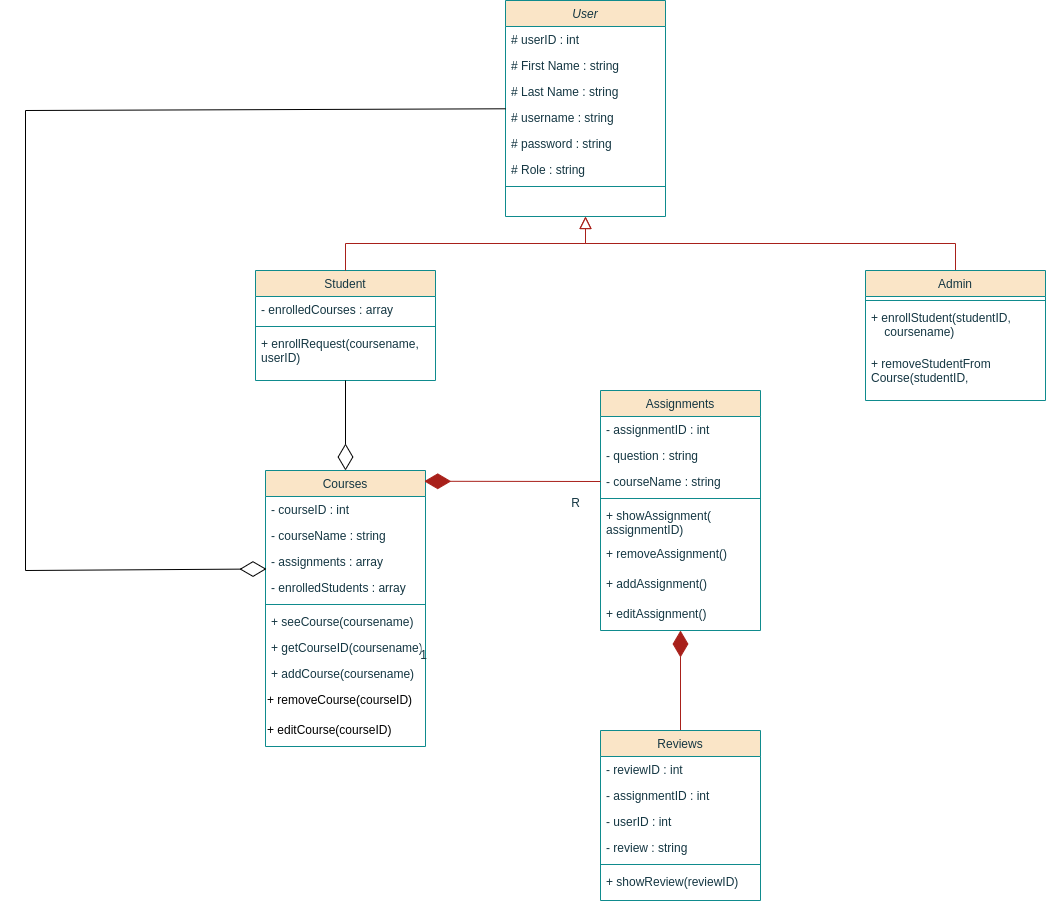 User
# userID : int
# First Name : string
# Last Name : string
# username : string
# password : string
# Role : string
Student
- enrolledCourses : array
+ enrollRequest(coursename,
userID)
Admin
+ enrollStudent(studentID,
coursename)
+ removeStudentFrom
Course(studentID,
Assignments
- assignmentID : int
- question : string
- courseName : string
+ showAssignment(
assignmentID)
+ removeAssignment()
+ addAssignment()
+ editAssignment()
R
Courses
- courseID : int
- courseName : string
- assignments : array
- enrolledStudents : array
+ seeCourse(coursename)
+ getCourseID(coursename)
1
+ addCourse(coursename)
+ removeCourse(courseID)
+ editCourse(courseID)
Reviews
- reviewID : int
- assignmentID : int
- userID : int
- review : string
+ showReview(reviewID)